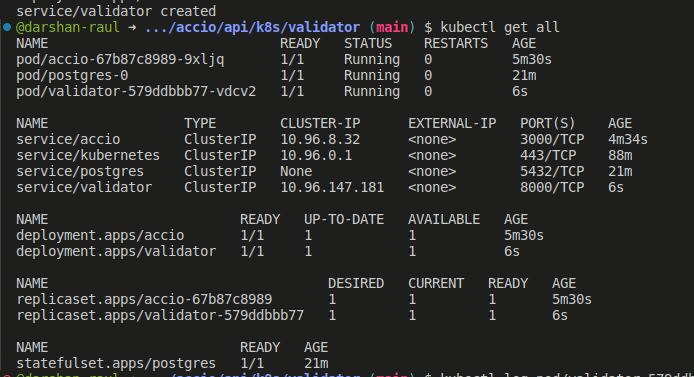 service/validator created
@darshan-raul ➜ .../accio/api/k8s/validator (main) $ kubectl get all
NAME READY STATUS RESTARTS AGE
pod/accio-67b87c8989-9xljq 1/1 Running 0 5m30s
pod/postgres-0 1/1 Running 0 21m
pod/validator-579ddbbb77-vdcv2 1/1 Running 0 6s
NAME TYPE CLUSTER-IP EXTERNAL-IP PORT(S) AGE
service/accio ClusterIP 10.96.8.32 <none> 3000/TCP 4m34s
service/kubernetes ClusterIP 10.96.0.1 <none> 443/TCP 88m
service/postgres ClusterIP None <none> 5432/TCP 21m
service/validator ClusterIP 10.96.147.181 <none> 8000/TCP 6s
NAME READY UP-TO-DATE AVAILABLE AGE
deployment.apps/accio 1/1 1 1 5m30s
deployment.apps/validator 1/1 1 1 6s
NAME DESIRED CURRENT READY AGE
replicaset.apps/accio-67b87c8989 1 1 1 5m30s
replicaset.apps/validator-579ddbbb77 1 1 1 6s
NAME READY AGE
statefulset.apps/postgres 1/1 21m
@darshan-raul ➜ .../accio/api/k8s/validator (main) $ kubectl log pod/validator-579ddb